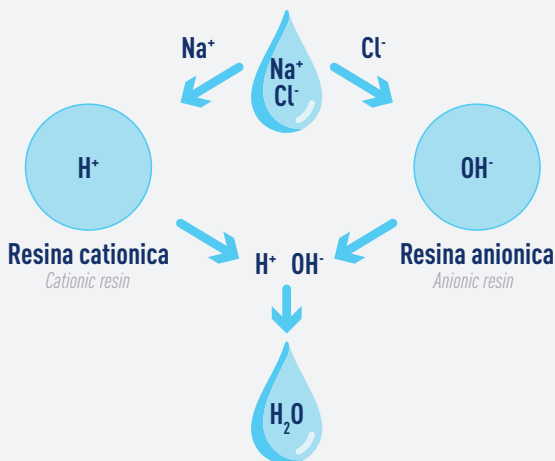 Na⁺
Cl⁻
Na⁺
Cl⁻
H⁺
OH⁻
Resina cationica
Cationic resin
H⁺ OH⁻
Resina anionica
Anionic resin
H₂O